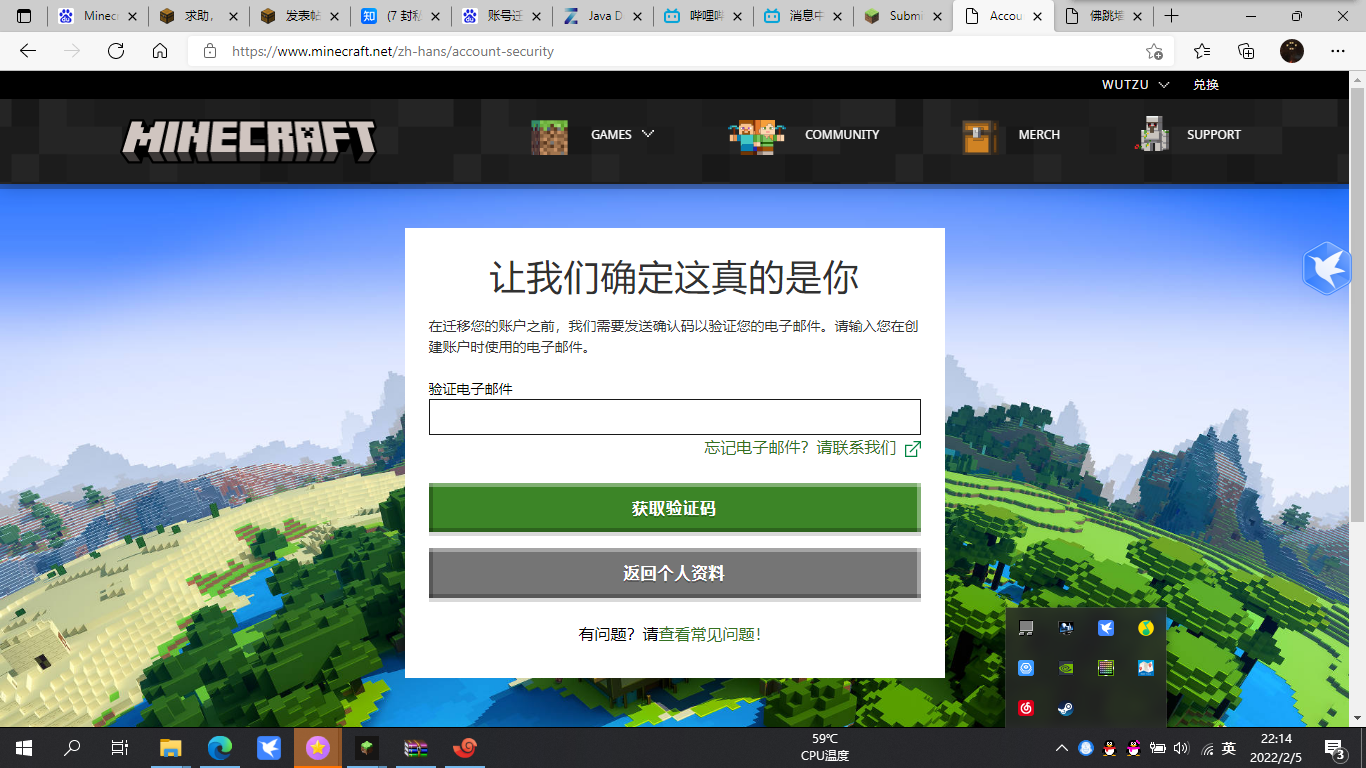 Minecr
求助,
发表帖
(7 封私
账号迁
Java D
哔哩哔
消息中
Submi
Accou
佛跳墙
https://www.minecraft.net/zh-hans/account-security
WUTZU
兑换
MINECRAFT
GAMES
COMMUNITY
MERCH
SUPPORT
让我们确定这真的是你
在迁移您的账户之前，我们需要发送确认码以验证您的电子邮件。请输入您在创
建账户时使用的电子邮件。
验证电子邮件
忘记电子邮件？请联系我们
获取验证码
返回个人资料
有问题？请查看常见问题！
59℃
CPU温度
英
22:14
2022/2/5
3